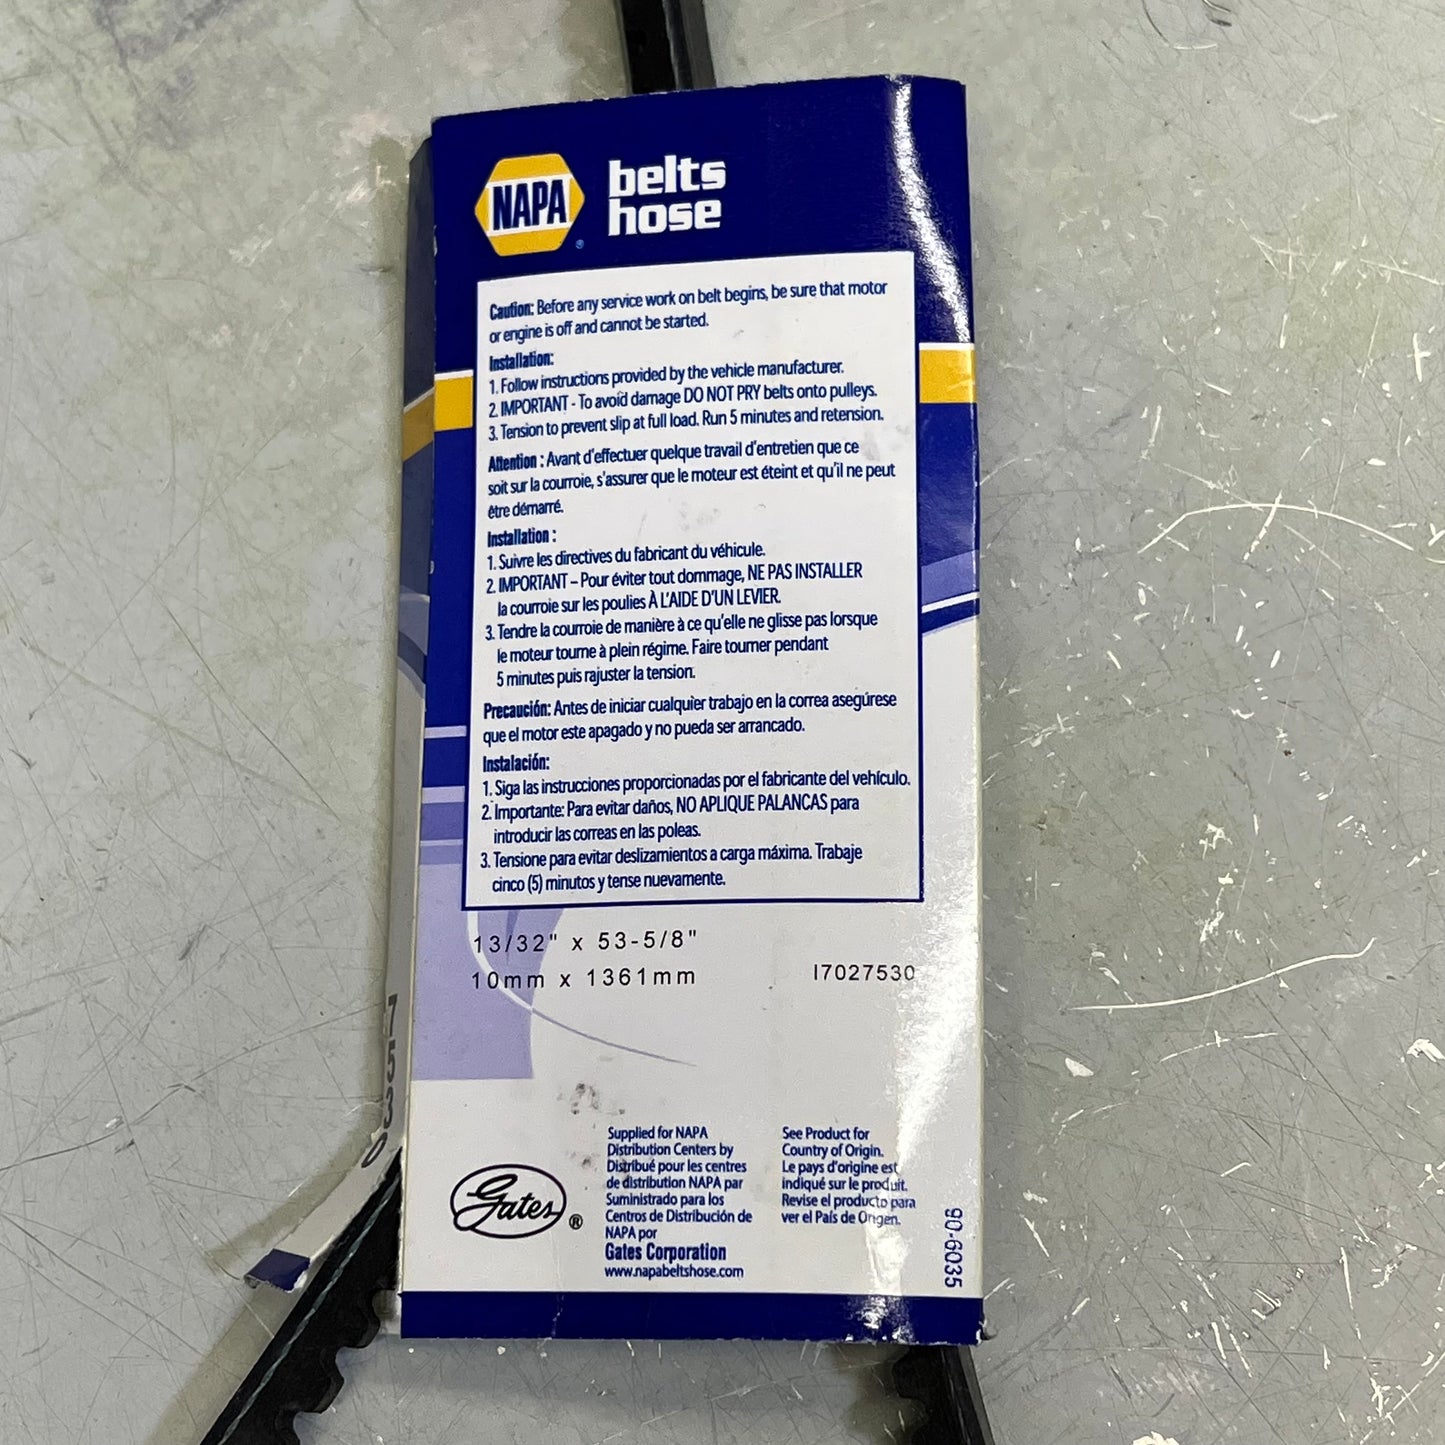 NAPA
belts
hose
Caution: Before any service work on belt begins, be sure that motor
or engine is off and cannot be started.
Installation:
1. Follow instructions provided by the vehicle manufacturer.
2. IMPORTANT - To avoid damage DO NOT PRY belts onto pulleys.
3. Tension to prevent slip at full load. Run 5 minutes and retension.
Attention : Avant d'effectuer quelque travail d'entretien que ce
soit sur la courroie, s'assurer que le moteur est éteint et qu'il ne peut
être démarré.
Installation :
1. Suivre les directives du fabricant du véhicule.
2. IMPORTANT – Pour éviter tout dommage, NE PAS INSTALLER
la courroie sur les poulies À L'AIDE D'UN LEVIER.
3. Tendre la courroie de manière à ce qu'elle ne glisse pas lorsque
le moteur tourne à plein régime. Faire tourner pendant
5 minutes puis rajuster la tension.
Precaución: Antes de iniciar cualquier trabajo en la correa asegúrese
que el motor este apagado y no pueda ser arrancado.
Instalación:
1. Siga las instrucciones proporcionadas por el fabricante del vehículo.
2. Importante: Para evitar daños, NO APLIQUE PALANCAS para
introducir las correas en las poleas.
3. Tensione para evitar deslizamientos a carga máxima. Trabaje
cinco (5) minutos y tense nuevamente.
13/32" x 53-5/8"
10mm x 1361mm
I7027530
7530
Gates®
Supplied for NAPA
Distribution Centers by
Distribué pour les centres
de distribution NAPA par
Suministrado para los
Centros de Distribución de
NAPA por
Gates Corporation
www.napabeltshose.com
See Product for
Country of Origin.
Le pays d'origine est
indiqué sur le produit.
Revise el producto para
ver el País de Origen.
90-6035